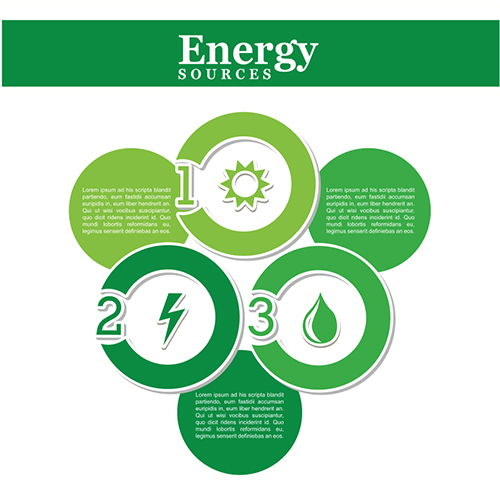 Energy
SOURCES
1
Lorem ipsum ad his scripta blandit
partiendo, eum fastidii accumsan
euripidis in, eum liber hendrerit an.
Qui ut wisi vocibus suscipiantur, quo
dicit ridens inciderint id. Quo mundi
lobortis reformidans eu,
legimus senserit definiebas an.
Lorem ipsum ad his scripta blandit
partiendo, eum fastidii accumsan
euripidis in, eum liber hendrerit an.
Qui ut wisi vocibus suscipiantur, quo
dicit ridens inciderint id. Quo mundi
lobortis reformidans eu,
legimus senserit definiebas an.
2
3
Lorem ipsum ad his scripta blandit
partiendo, eum fastidii accumsan
euripidis in, eum liber hendrerit an.
Qui ut wisi vocibus suscipiantur, quo
dicit ridens inciderint id. Quo mundi
lobortis reformidans eu,
legimus senserit definiebas an.